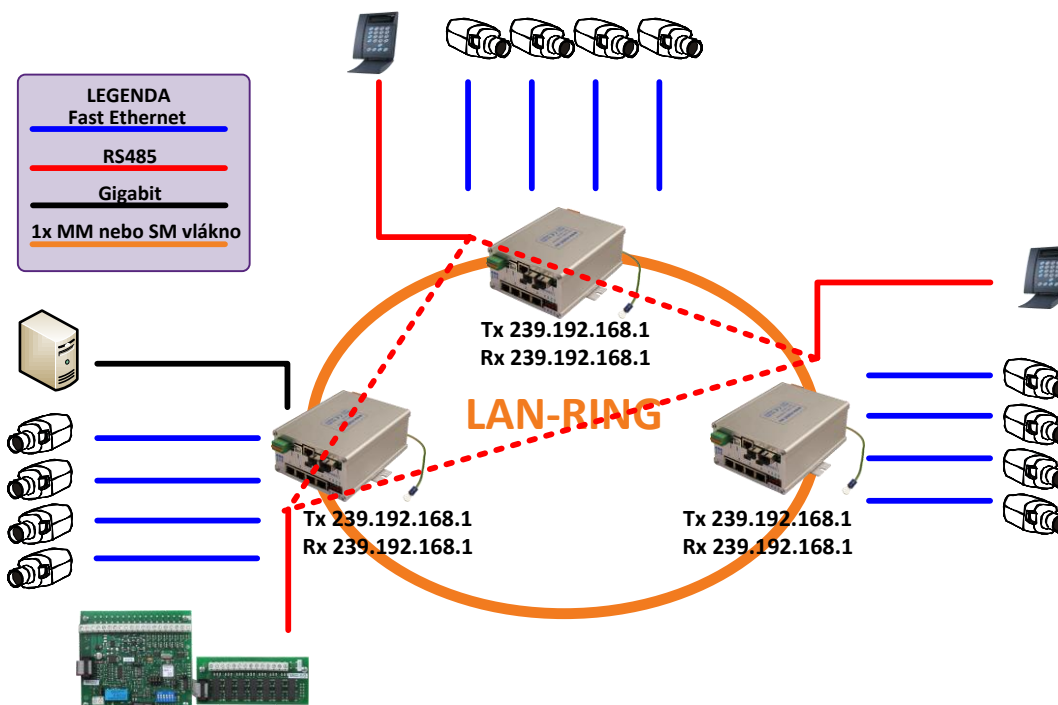 LEGENDA
Fast Ethernet
RS485
Gigabit
1x MM nebo SM vlákno
Tx 239.192.168.1
Rx 239.192.168.1
LAN-RING
Tx 239.192.168.1
Rx 239.192.168.1
Tx 239.192.168.1
Rx 239.192.168.1